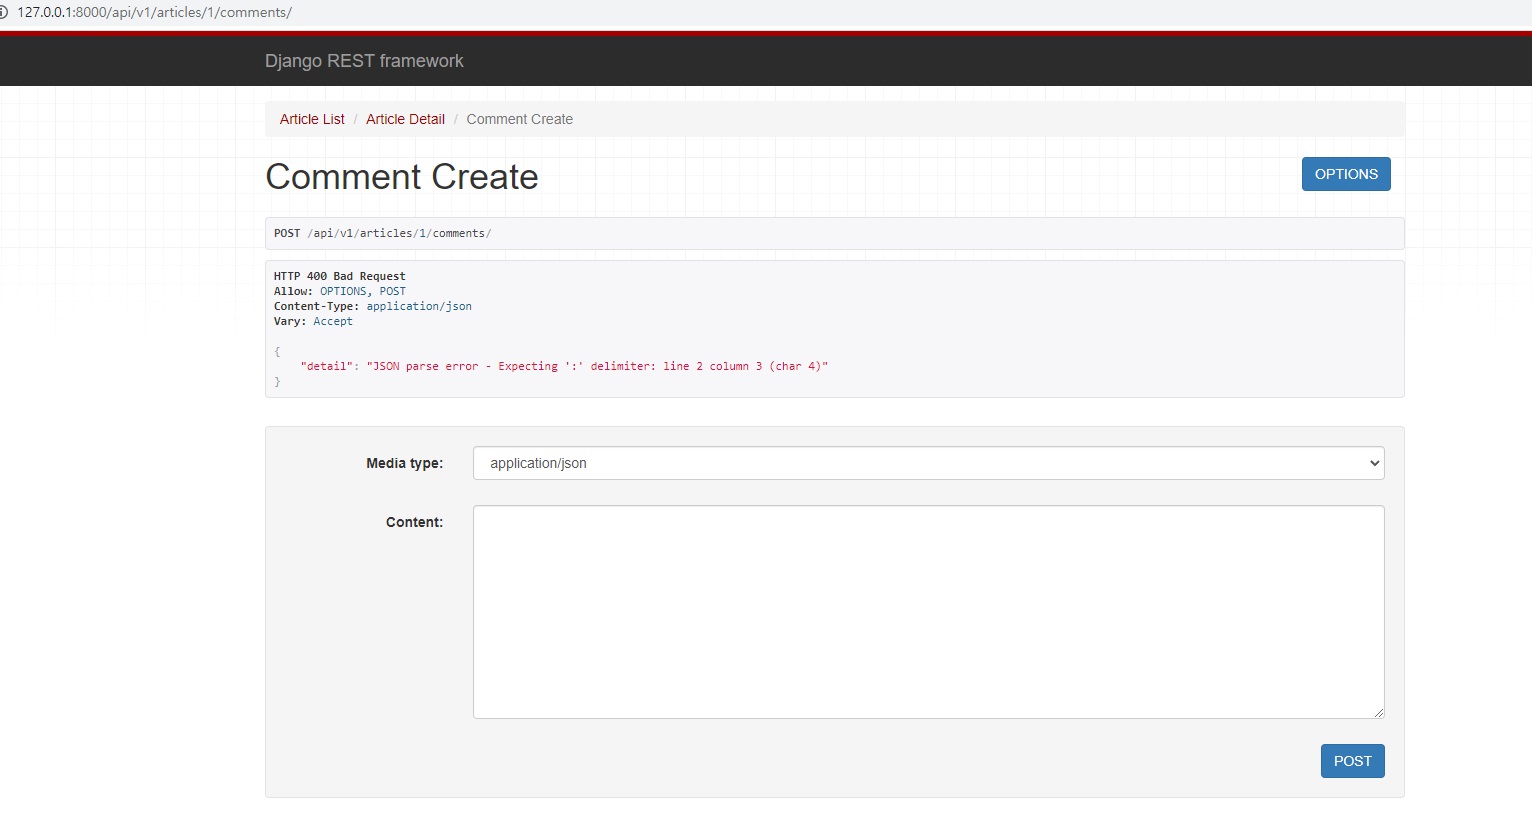 127.0.0.1:8000/api/v1/articles/1/comments/
Django REST framework
Article List / Article Detail / Comment Create
Comment Create
OPTIONS
POST /api/v1/articles/1/comments/
HTTP 400 Bad Request
Allow: OPTIONS, POST
Content-Type: application/json
Vary: Accept
{
"detail": "JSON parse error - Expecting ':' delimiter: line 2 column 3 (char 4)"
}
Media type:
application/json
Content:
POST